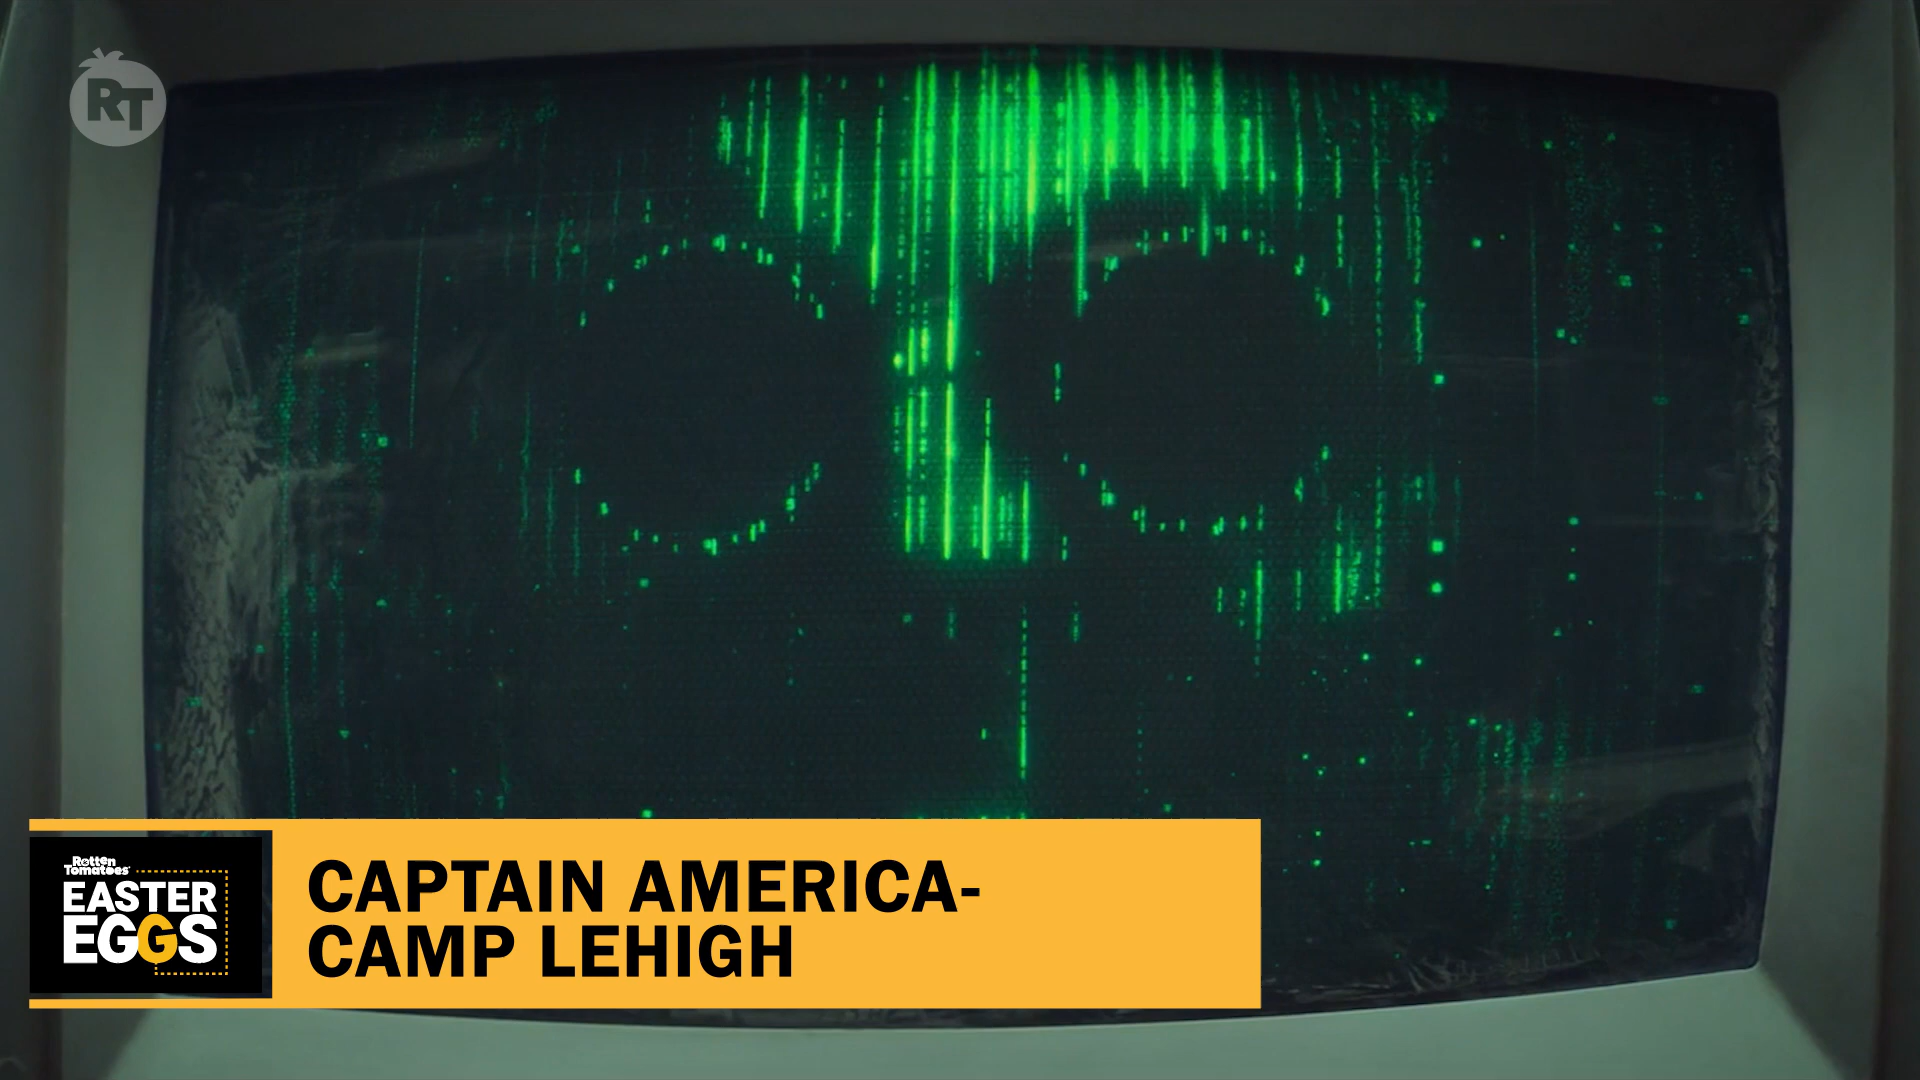 RT
CAPTAIN AMERICA-
CAMP LEHIGH
Rotten
Tomatoes
EASTER
EGGS